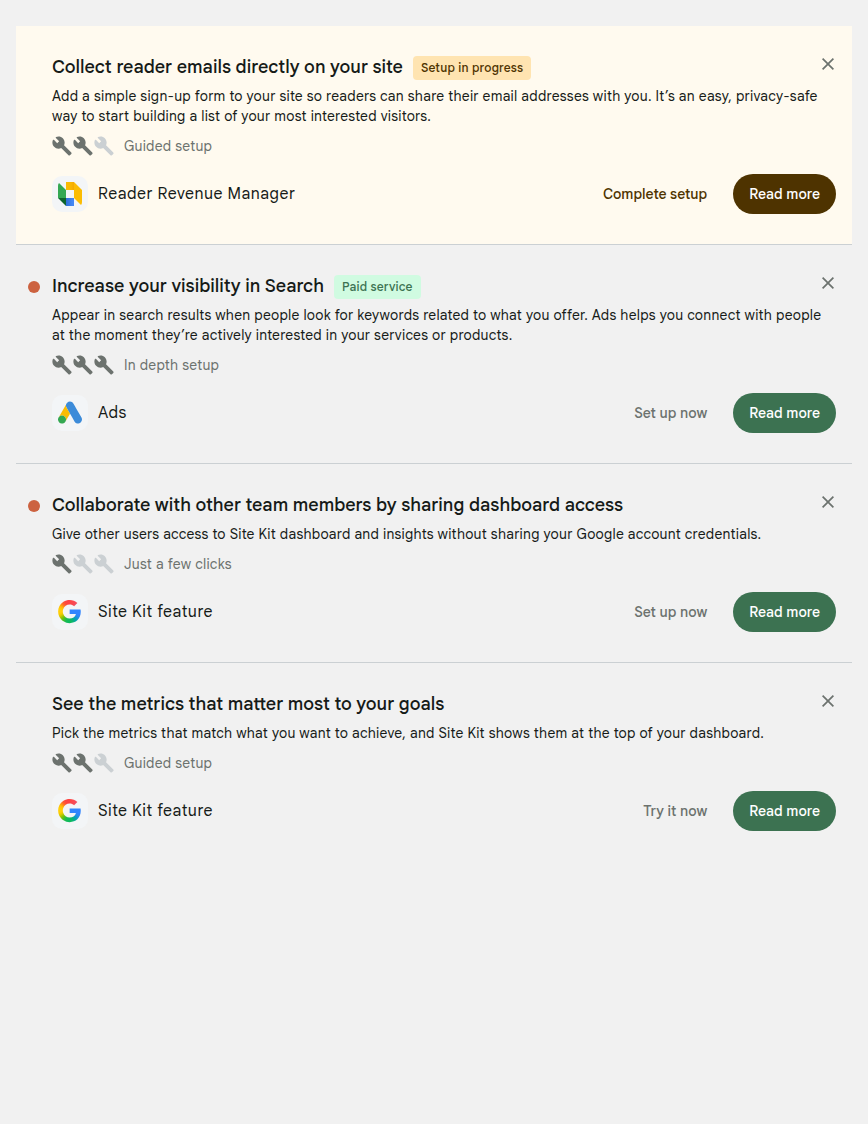 Collect reader emails directly on your site Setup in progress
Add a simple sign-up form to your site so readers can share their email addresses with you. It’s an easy, privacy-safe
way to start building a list of your most interested visitors.
Guided setup
Reader Revenue Manager Complete setup Read more
Increase your visibility in Search Paid service
Appear in search results when people look for keywords related to what you offer. Ads helps you connect with people
at the moment they’re actively interested in your services or products.
In depth setup
Ads Set up now Read more
Collaborate with other team members by sharing dashboard access
Give other users access to Site Kit dashboard and insights without sharing your Google account credentials.
Just a few clicks
Site Kit feature Set up now Read more
See the metrics that matter most to your goals
Pick the metrics that match what you want to achieve, and Site Kit shows them at the top of your dashboard.
Guided setup
Site Kit feature Try it now Read more